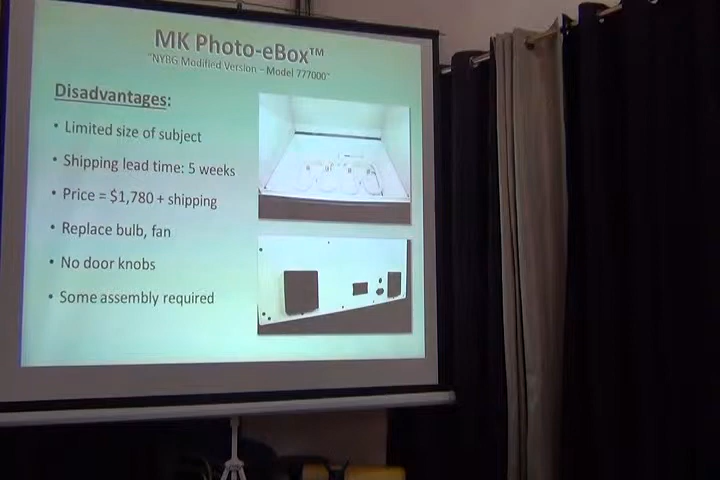 MK Photo-eBox™
"NYBG Modified Version – Model 777000"
Disadvantages:
• Limited size of subject
• Shipping lead time: 5 weeks
• Price = $1,780 + shipping
• Replace bulb, fan
• No door knobs
• Some assembly required